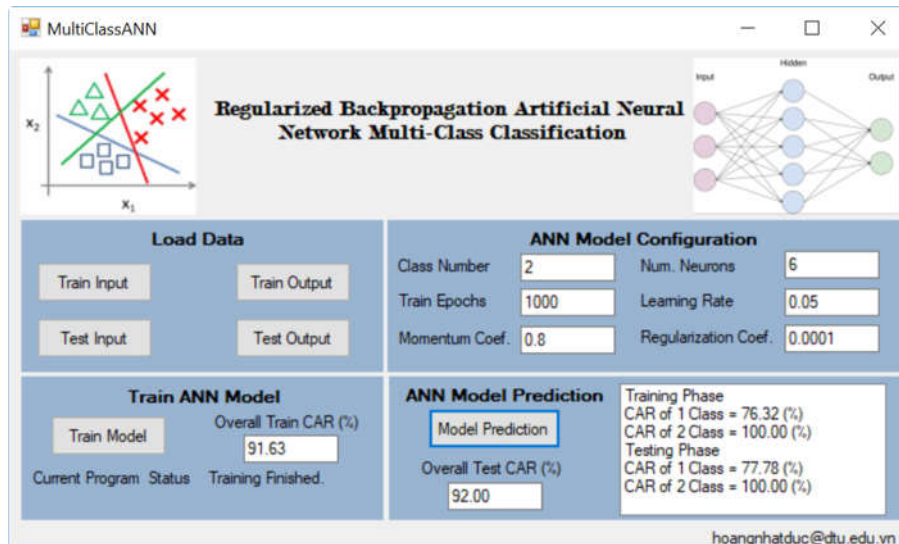 MultiClassANN
x₂
x₁
Regularized Backpropagation Artificial Neural
Network Multi-Class Classification
Input
Hidden
Output
Load Data
Train Input
Train Output
Test Input
Test Output
ANN Model Configuration
Class Number 2 Num. Neurons 6
Train Epochs 1000 Learning Rate 0.05
Momentum Coef. 0.8 Regularization Coef. 0.0001
Train ANN Model
Train Model
Overall Train CAR (%)
91.63
Current Program Status Training Finished.
ANN Model Prediction
Model Prediction
Overall Test CAR (%)
92.00
Training Phase
CAR of 1 Class = 76.32 (%)
CAR of 2 Class = 100.00 (%)
Testing Phase
CAR of 1 Class = 77.78 (%)
CAR of 2 Class = 100.00 (%)
hoangnhatduc@dtu.edu.vn